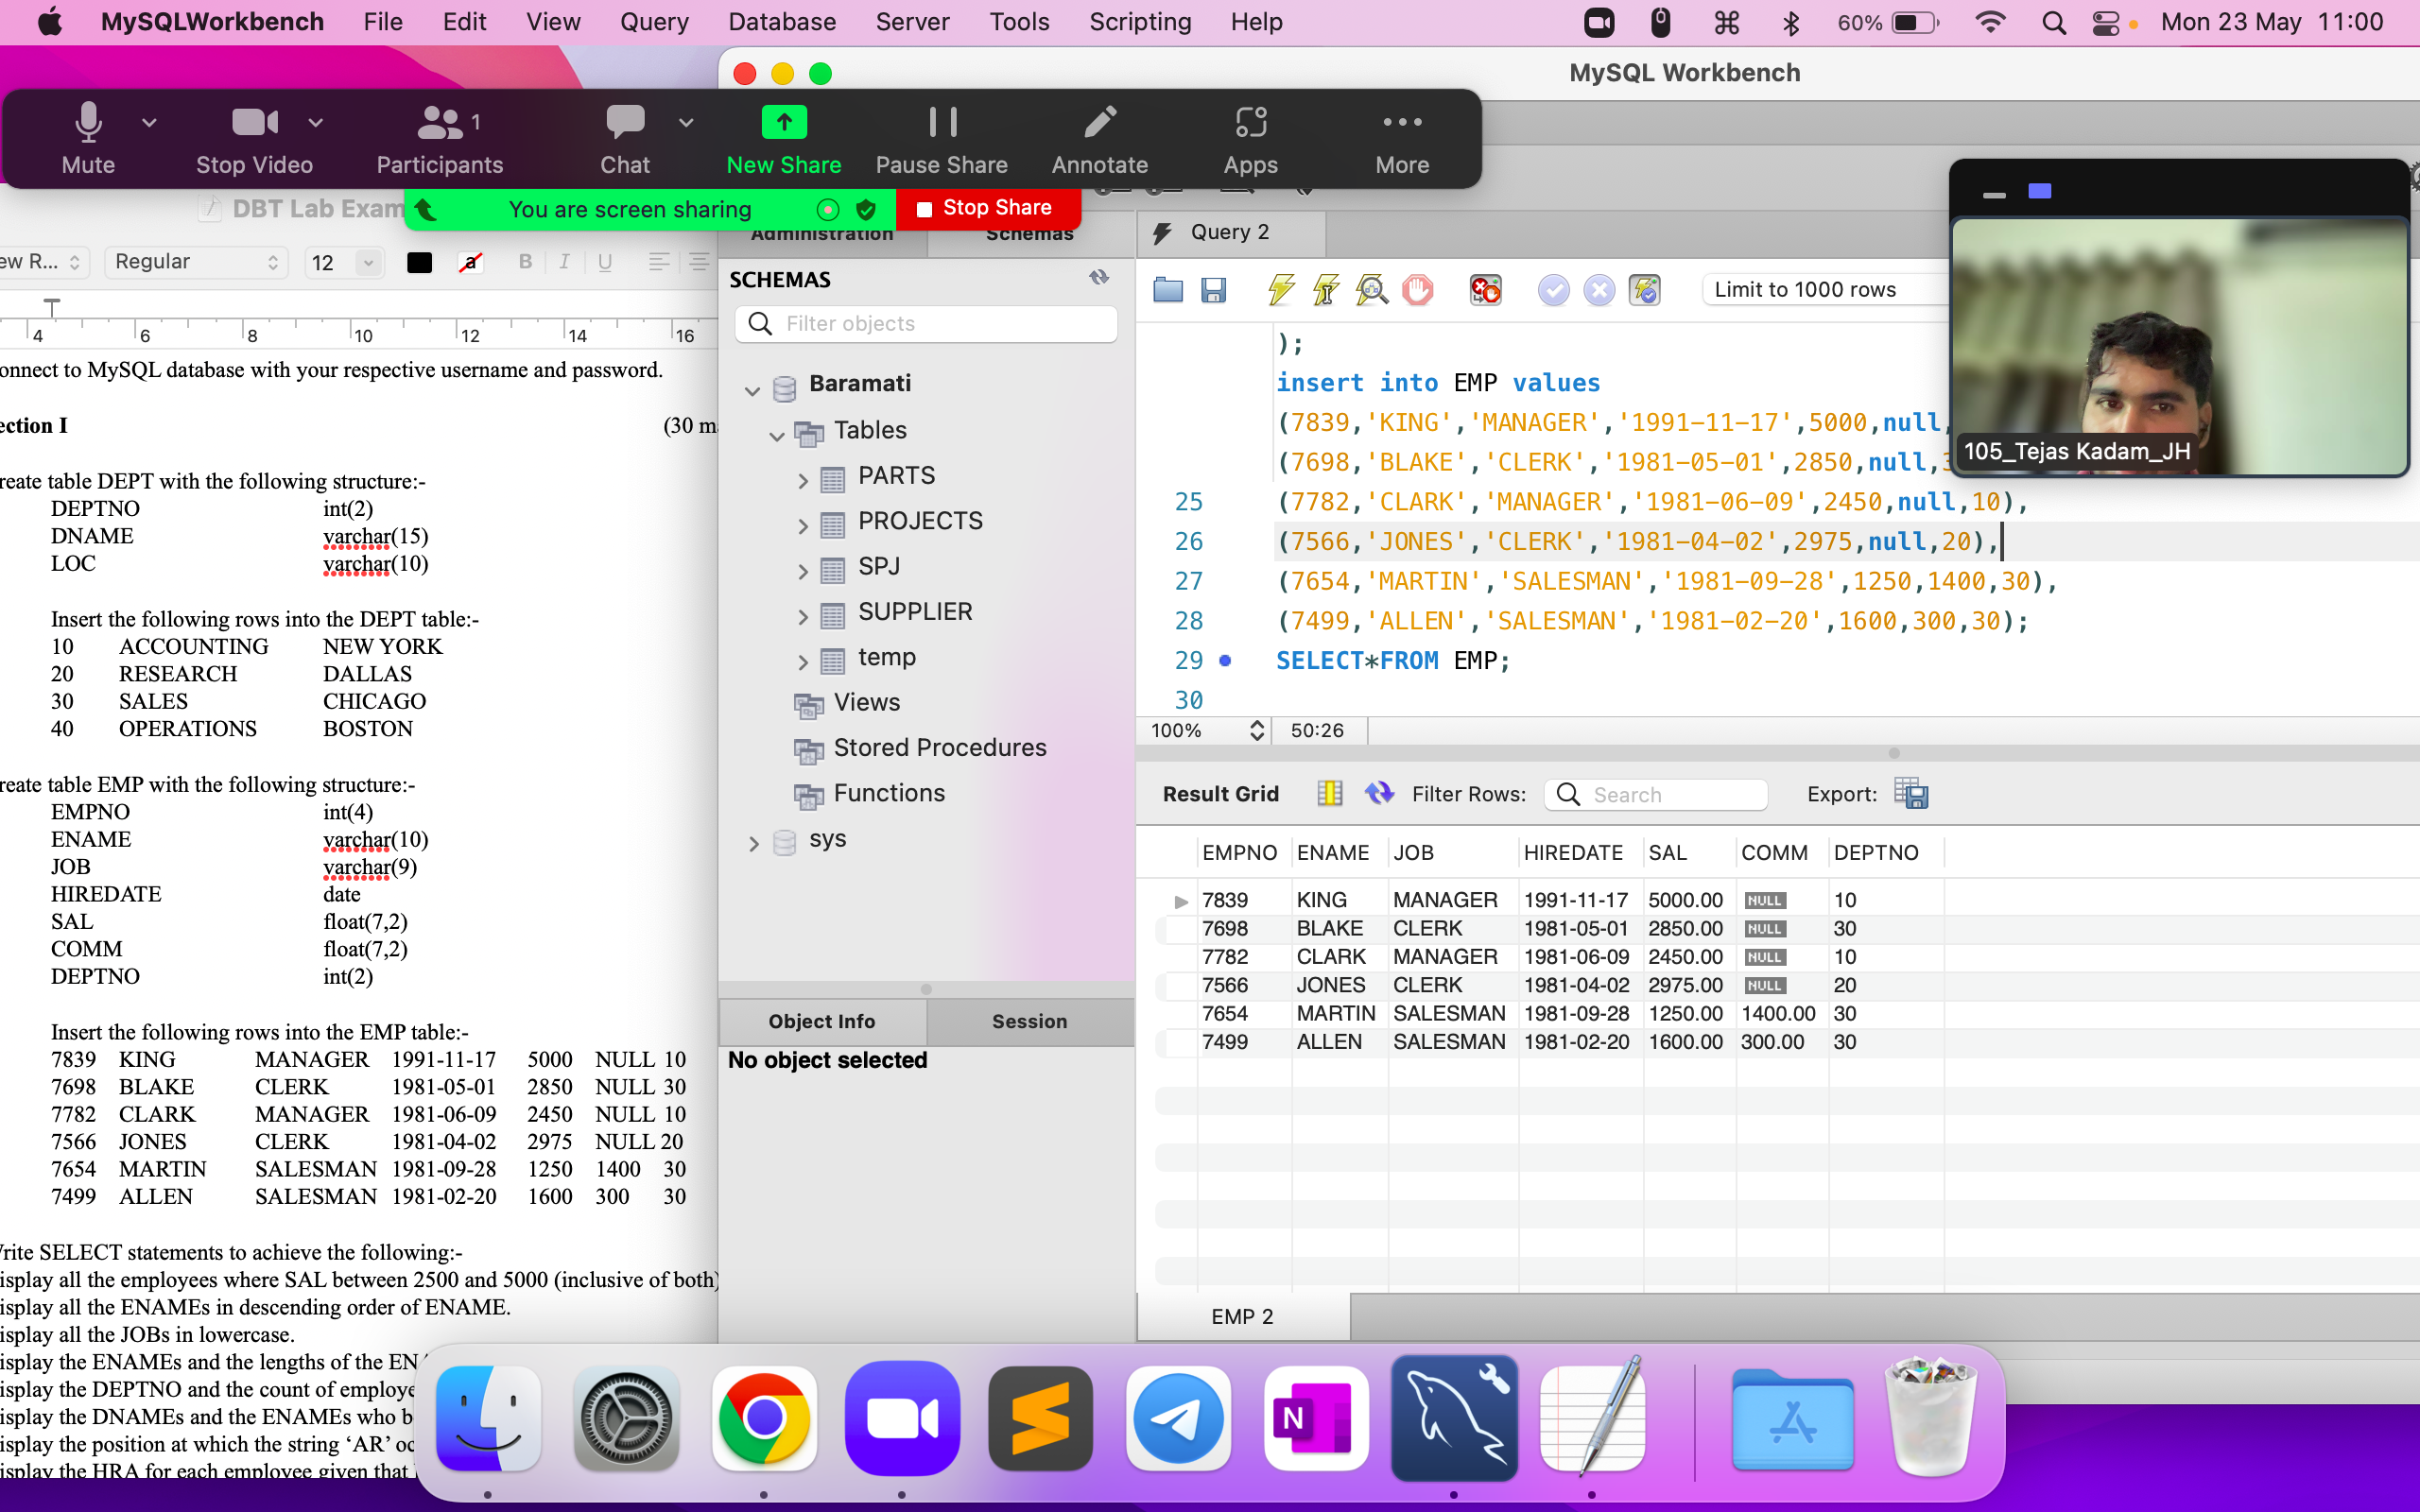 MySQLWorkbench File Edit View Query Database Server Tools Scripting Help 60% Mon 23 May 11:00
MySQL Workbench
Mute Stop Video Participants 1 Chat New Share Pause Share Annotate Apps More
You are screen sharing Stop Share
DBT Lab Exam
Regular 12 a B I U
4 6 8 10 12 14 16
onnect to MySQL database with your respective username and password.
ection I (30 m
reate table DEPT with the following structure:-
DEPTNO int(2)
DNAME varchar(15)
LOC varchar(10)
Insert the following rows into the DEPT table:-
10 ACCOUNTING NEW YORK
20 RESEARCH DALLAS
30 SALES CHICAGO
40 OPERATIONS BOSTON
reate table EMP with the following structure:-
EMPNO int(4)
ENAME varchar(10)
JOB varchar(9)
HIREDATE date
SAL float(7,2)
COMM float(7,2)
DEPTNO int(2)
Insert the following rows into the EMP table:-
7839 KING MANAGER 1991-11-17 5000 NULL 10
7698 BLAKE CLERK 1981-05-01 2850 NULL 30
7782 CLARK MANAGER 1981-06-09 2450 NULL 10
7566 JONES CLERK 1981-04-02 2975 NULL 20
7654 MARTIN SALESMAN 1981-09-28 1250 1400 30
7499 ALLEN SALESMAN 1981-02-20 1600 300 30
rite SELECT statements to achieve the following:-
isplay all the employees where SAL between 2500 and 5000 (inclusive of both)
isplay all the ENAMEs in descending order of ENAME.
isplay all the JOBs in lowercase.
isplay the ENAMEs and the lengths of the EN
isplay the DEPTNO and the count of employe
isplay the DNAMEs and the ENAMEs who b
isplay the position at which the string ‘AR’ oc
isplay the HRA for each employee given that
Administration Schemas
SCHEMAS
Filter objects
Baramati
Tables
PARTS
PROJECTS
SPJ
SUPPLIER
temp
Views
Stored Procedures
Functions
sys
Object Info Session
No object selected
Query 2
Limit to 1000 rows
);
insert into EMP values
(7839,'KING','MANAGER','1991-11-17',5000,null,
(7698,'BLAKE','CLERK','1981-05-01',2850,null,3
25 (7782,'CLARK','MANAGER','1981-06-09',2450,null,10),
26 (7566,'JONES','CLERK','1981-04-02',2975,null,20),
27 (7654,'MARTIN','SALESMAN','1981-09-28',1250,1400,30),
28 (7499,'ALLEN','SALESMAN','1981-02-20',1600,300,30);
29 SELECT*FROM EMP;
30
100% 50:26
Result Grid Filter Rows: Search Export:
EMPNO ENAME JOB HIREDATE SAL COMM DEPTNO
7839 KING MANAGER 1991-11-17 5000.00 NULL 10
7698 BLAKE CLERK 1981-05-01 2850.00 NULL 30
7782 CLARK MANAGER 1981-06-09 2450.00 NULL 10
7566 JONES CLERK 1981-04-02 2975.00 NULL 20
7654 MARTIN SALESMAN 1981-09-28 1250.00 1400.00 30
7499 ALLEN SALESMAN 1981-02-20 1600.00 300.00 30
EMP 2
105_Tejas Kadam_JH
N